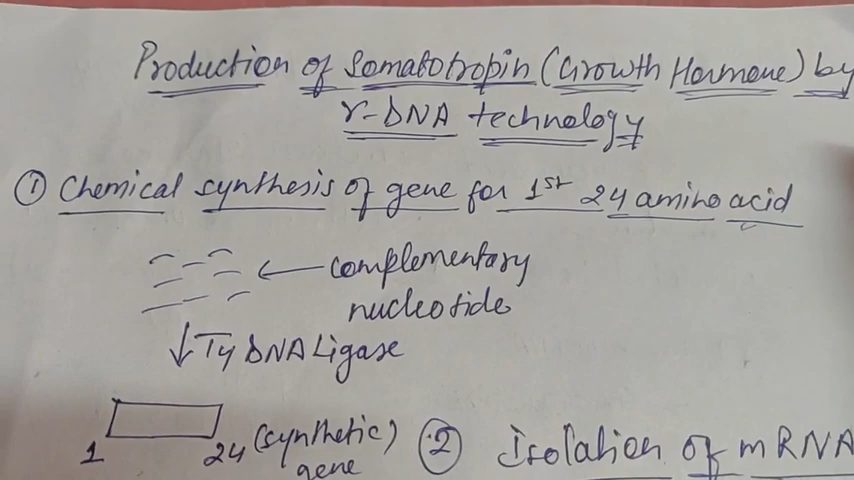 Production of Somatotropin (Growth Hormone) by
r-DNA technology
① Chemical synthesis of gene for 1st 24 amino acid
← complementary
nucleotide
↓ T4 DNA Ligase
1 24 (synthetic) gene
② Isolation of mRNA